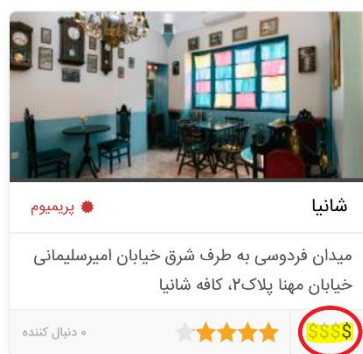 شانیا
پریمیوم
میدان فردوسی به طرف شرق خیابان امیرسلیمانی
خیابان مهنا پلاک۲، کافه شانیا
$$$$
۰ دنبال کننده